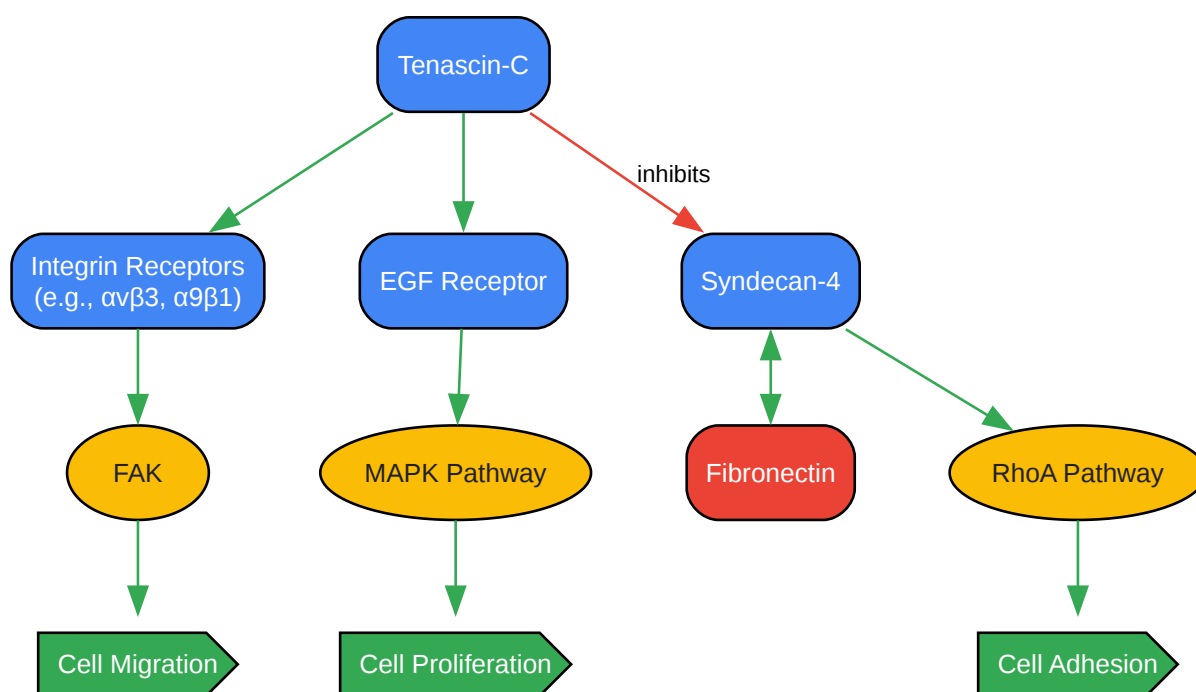 Tenascin-C
inhibits
Integrin Receptors
(e.g., αvβ3, α9β1)
EGF Receptor
Syndecan-4
FAK
MAPK Pathway
Fibronectin
RhoA Pathway
Cell Migration
Cell Proliferation
Cell Adhesion